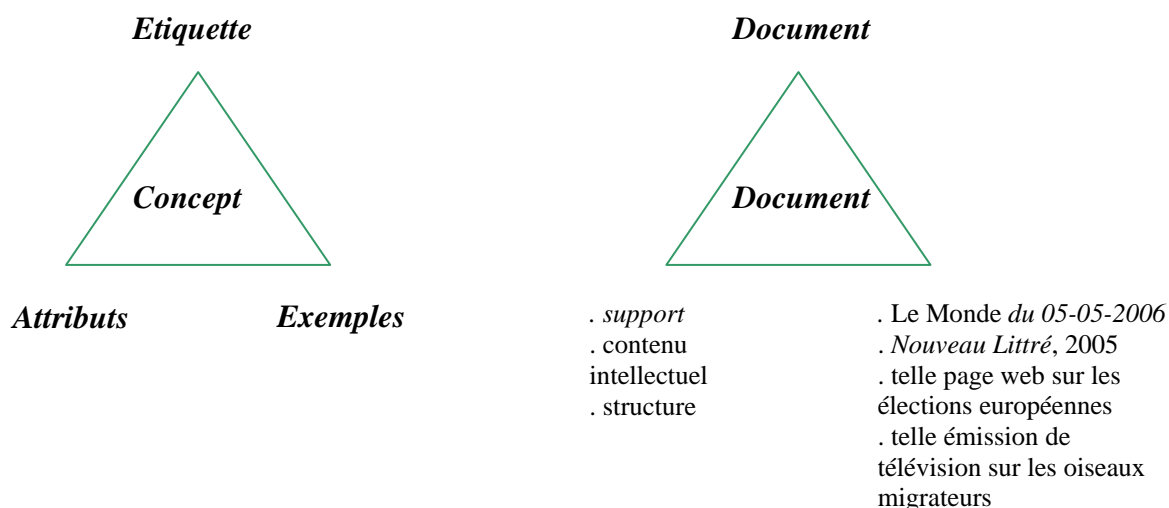 Etiquette
Document
Concept
Document
Attributs
Exemples
. support
. contenu
intellectuel
. structure
. Le Monde du 05-05-2006
. Nouveau Littré, 2005
. telle page web sur les
élections européennes
. telle émission de
télévision sur les oiseaux
migrateurs